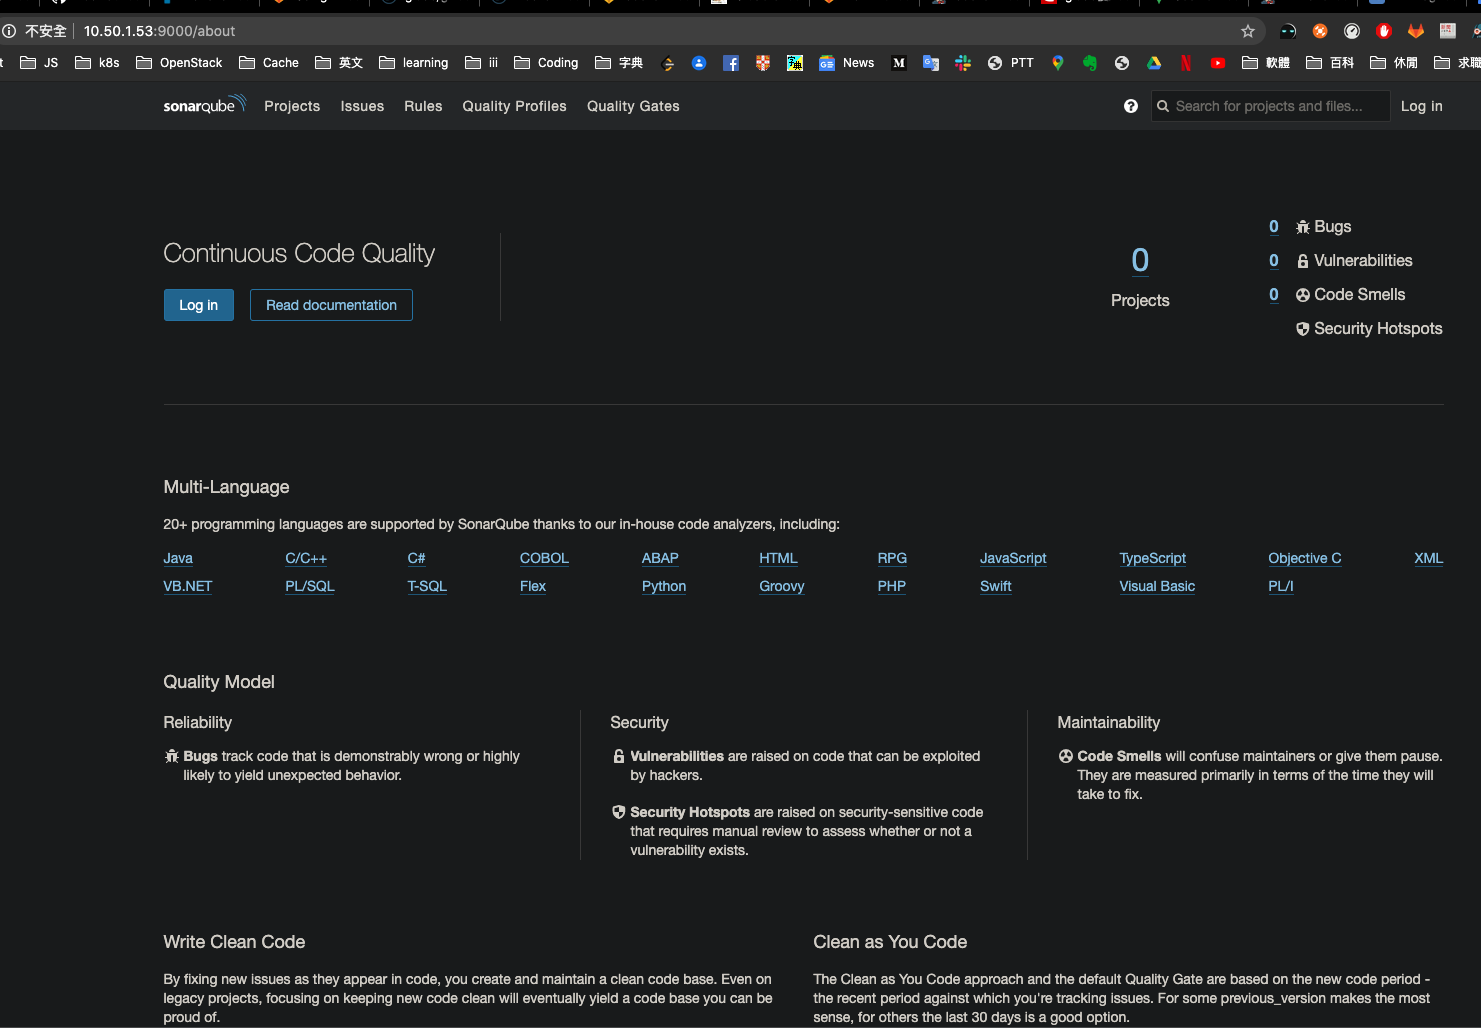 不安全 10.50.1.53:9000/about
JS k8s OpenStack Cache 英文 learning iii Coding 字典 News M PTT N 軟體 百科 休閒 求職
sonarqube Projects Issues Rules Quality Profiles Quality Gates ? Search for projects and files... Log in
0 Bugs
Continuous Code Quality
0
0 Vulnerabilities
0 Code Smells
Log in Read documentation
Projects
Security Hotspots
Multi-Language
20+ programming languages are supported by SonarQube thanks to our in-house code analyzers, including:
Java C/C++ C# COBOL ABAP HTML RPG JavaScript TypeScript Objective C XML
VB.NET PL/SQL T-SQL Flex Python Groovy PHP Swift Visual Basic PL/I
Quality Model
Reliability
Bugs track code that is demonstrably wrong or highly
likely to yield unexpected behavior.
Security
Vulnerabilities are raised on code that can be exploited
by hackers.
Security Hotspots are raised on security-sensitive code
that requires manual review to assess whether or not a
vulnerability exists.
Maintainability
Code Smells will confuse maintainers or give them pause.
They are measured primarily in terms of the time they will
take to fix.
Write Clean Code
By fixing new issues as they appear in code, you create and maintain a clean code base. Even on
legacy projects, focusing on keeping new code clean will eventually yield a code base you can be
proud of.
Clean as You Code
The Clean as You Code approach and the default Quality Gate are based on the new code period -
the recent period against which you're tracking issues. For some previous_version makes the most
sense, for others the last 30 days is a good option.